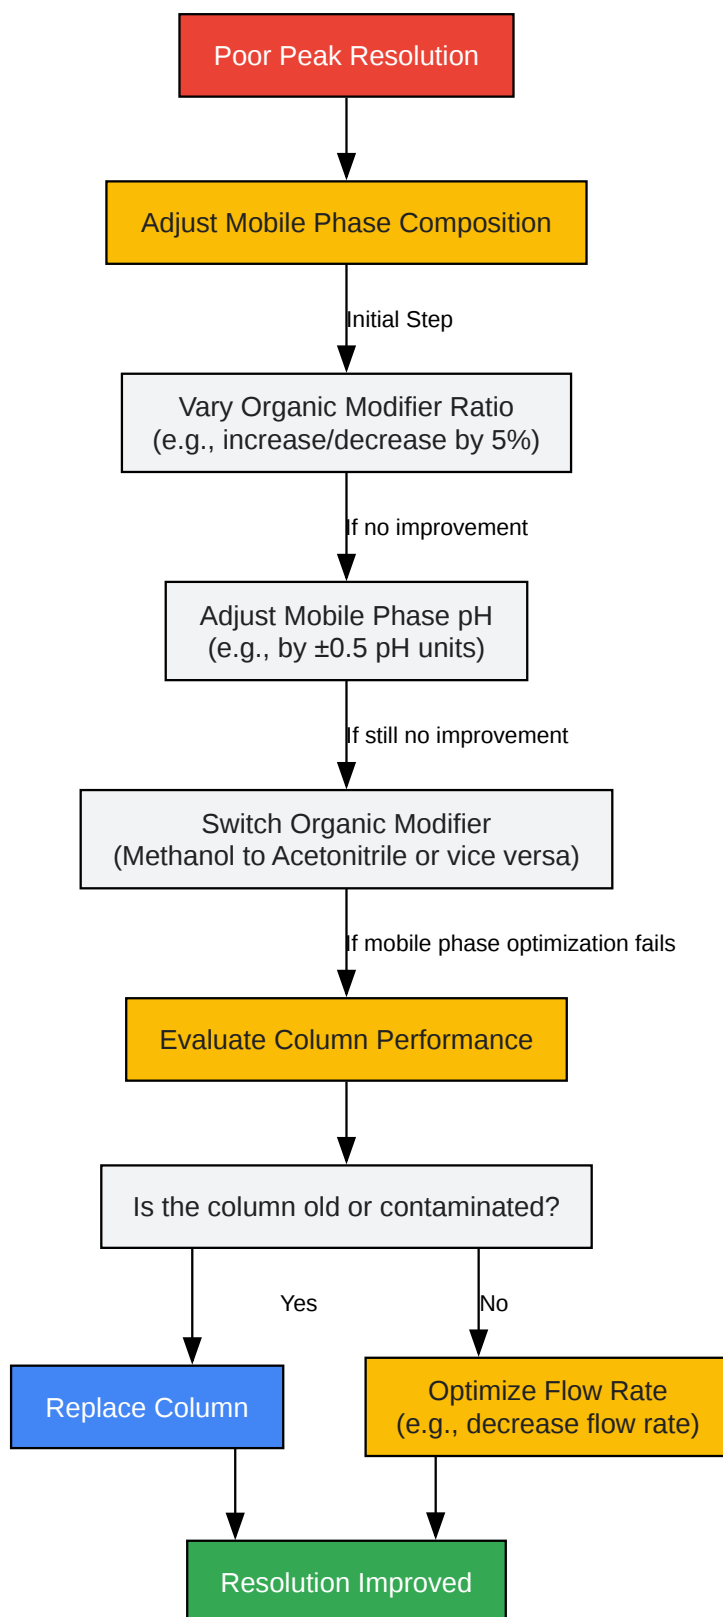 Poor Peak Resolution
Adjust Mobile Phase Composition
Initial Step
Vary Organic Modifier Ratio
(e.g., increase/decrease by 5%)
If no improvement
Adjust Mobile Phase pH
(e.g., by ±0.5 pH units)
If still no improvement
Switch Organic Modifier
(Methanol to Acetonitrile or vice versa)
If mobile phase optimization fails
Evaluate Column Performance
Is the column old or contaminated?
Yes
No
Replace Column
Optimize Flow Rate
(e.g., decrease flow rate)
Resolution Improved